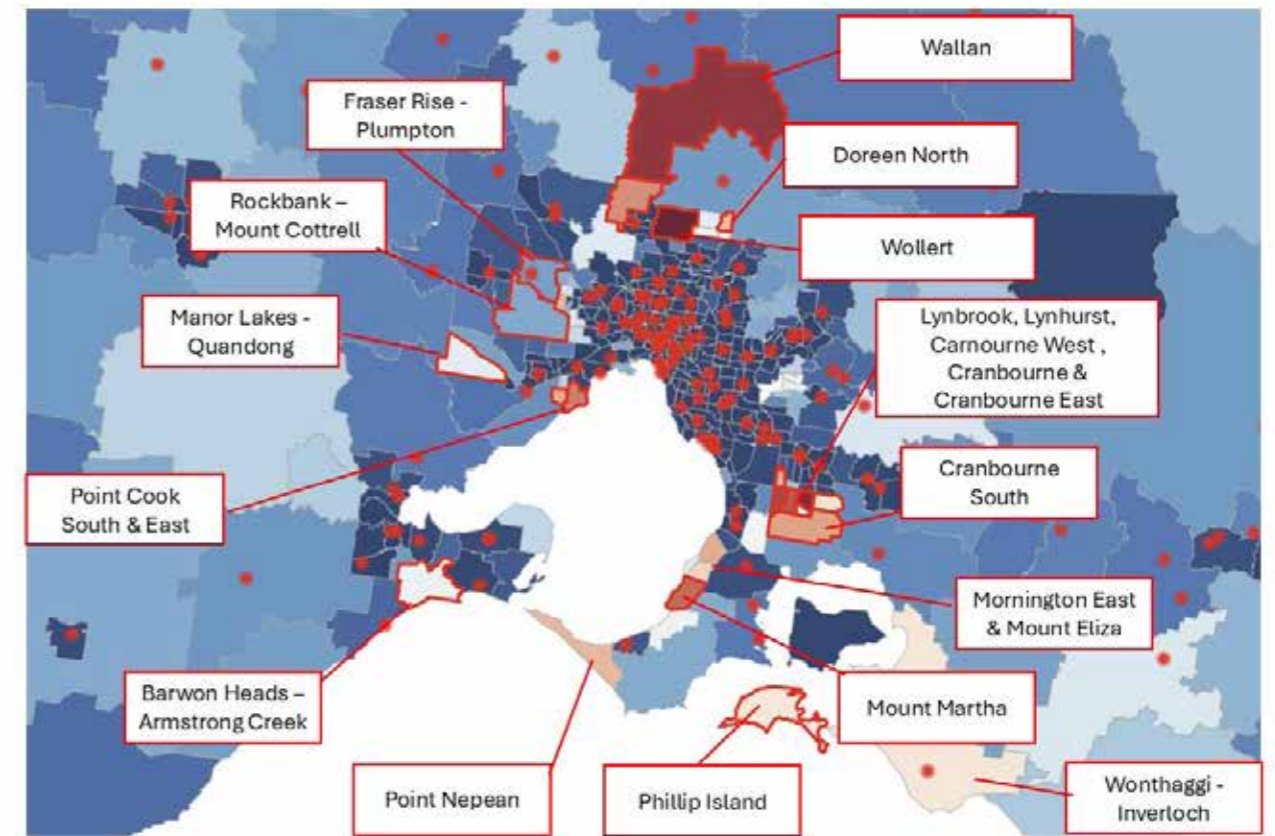 Wallan
Fraser Rise -
Plumpton
Doreen North
Rockbank –
Mount Cottrell
Wollert
Manor Lakes -
Quandong
Lynbrook, Lynhurst,
Carnourne West ,
Cranbourne &
Cranbourne East
Point Cook
South & East
Cranbourne
South
Mornington East
& Mount Eliza
Barwon Heads –
Armstrong Creek
Mount Martha
Point Nepean
Phillip Island
Wonthaggi -
Inverloch